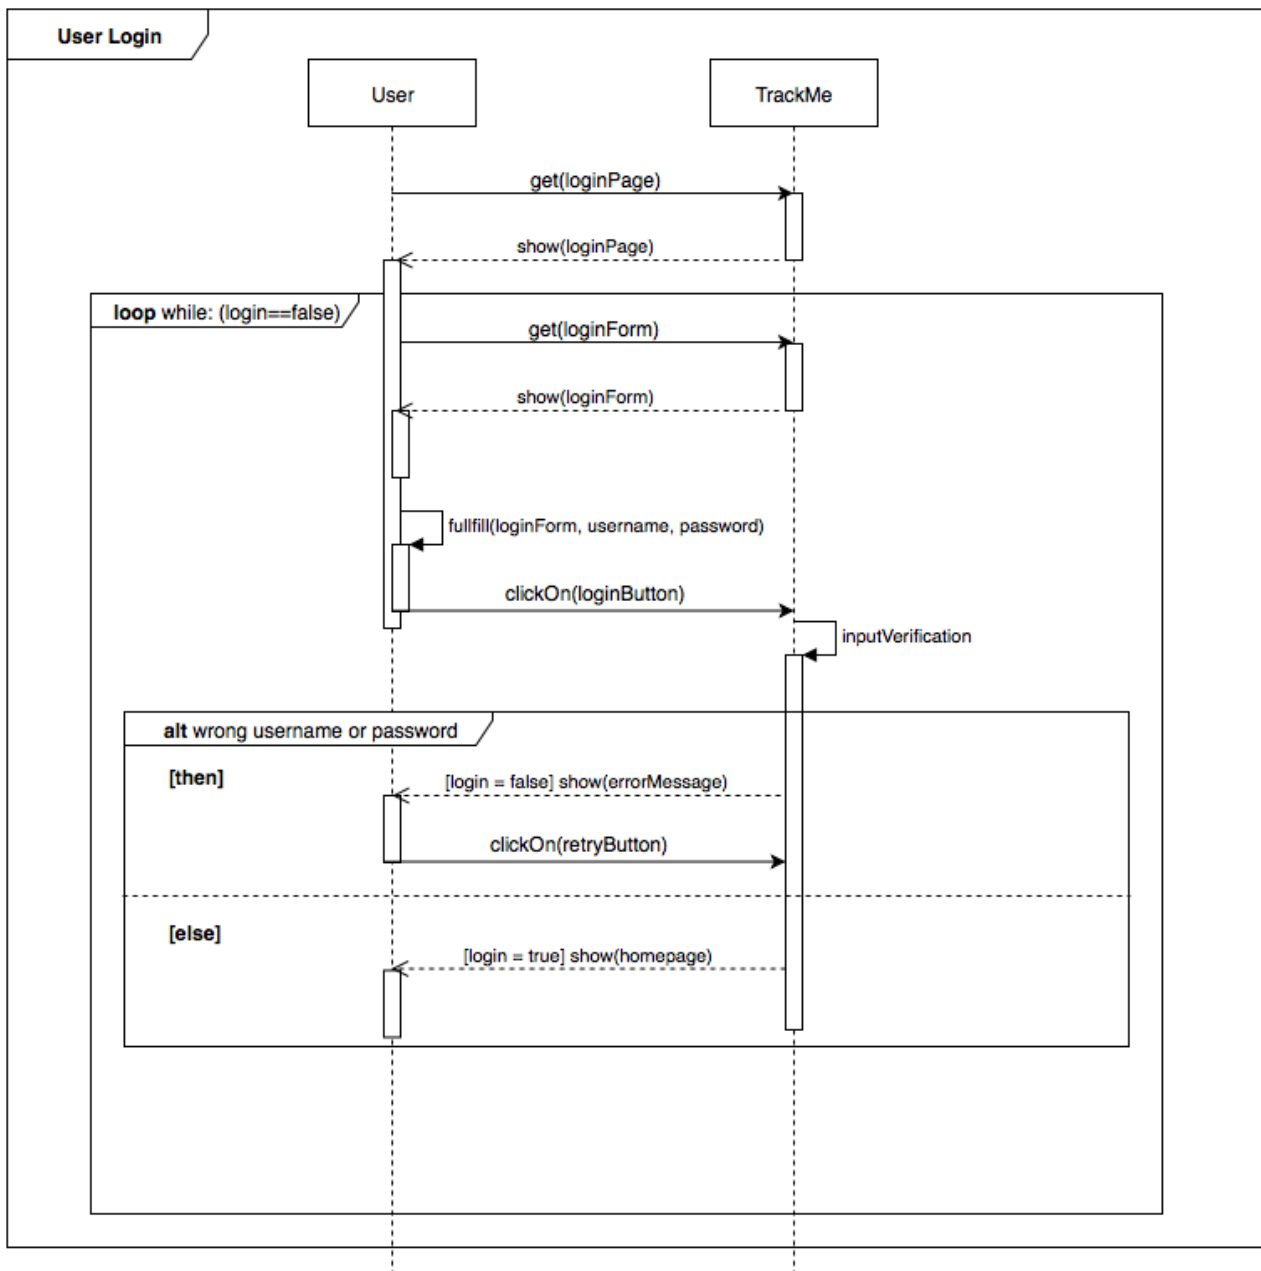 User Login
User
TrackMe
get(loginPage)
show(loginPage)
loop while: (login==false)
get(loginForm)
show(loginForm)
fullfill(loginForm, username, password)
clickOn(loginButton)
inputVerification
alt wrong username or password
[then]
[login = false] show(errorMessage)
clickOn(retryButton)
[else]
[login = true] show(homepage)